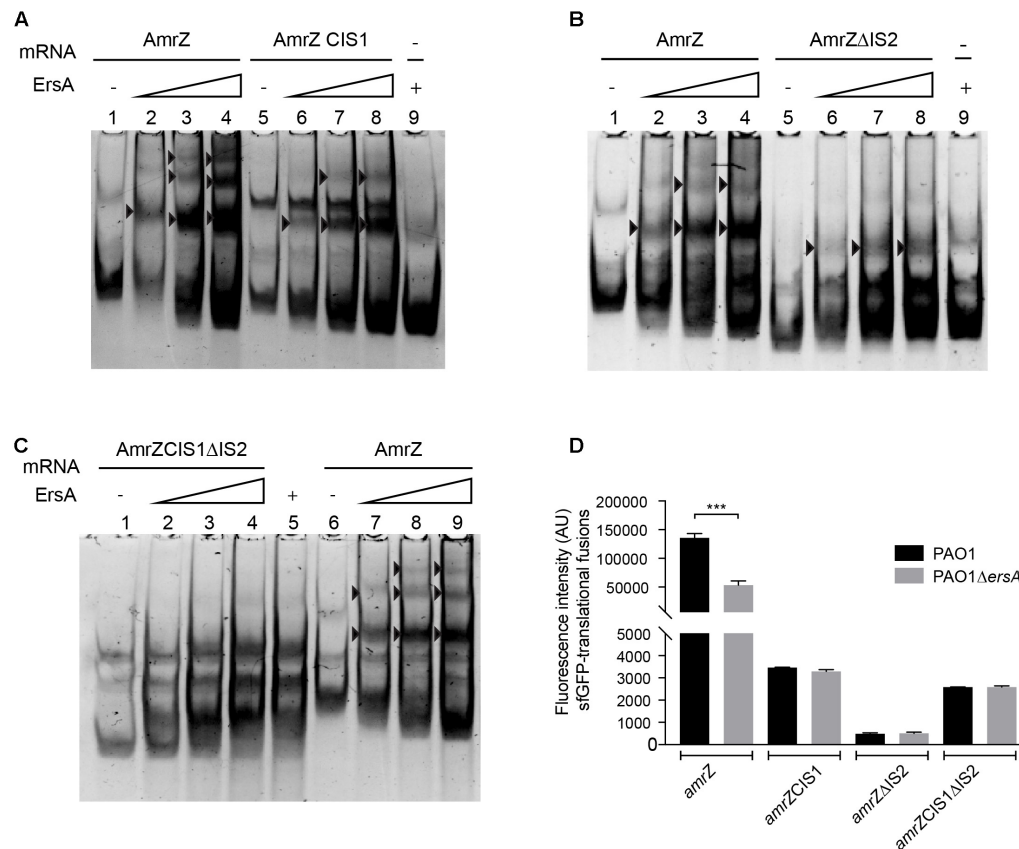 A
AmrZ AmrZ CIS1 -
mRNA
ErsA - - +
1 2 3 4 5 6 7 8 9
B
AmrZ AmrZΔIS2 -
- - +
1 2 3 4 5 6 7 8 9
C
AmrZCIS1ΔIS2 AmrZ
mRNA
ErsA - + -
1 2 3 4 5 6 7 8 9
D
Fluorescence intensity (AU)
sfGFP-translational fusions
200000
150000
100000
50000
5000
4000
3000
2000
1000
0
***
PAO1
PAO1ΔersA
amrZ
amrZCIS1
amrZΔIS2
amrZCIS1ΔIS2